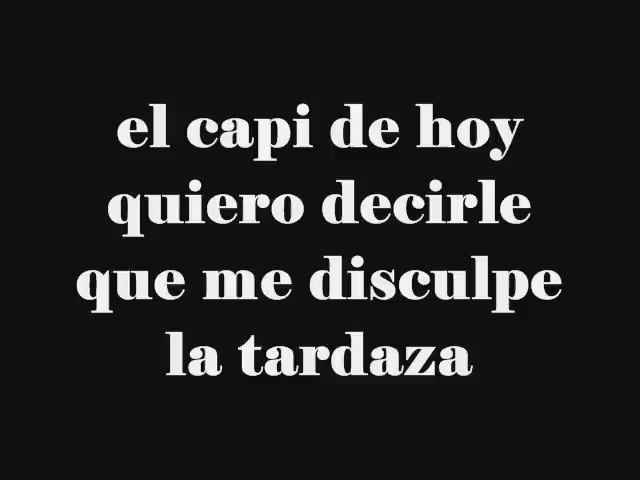 el capi de hoy
quiero decirle
que me disculpe
la tardaza